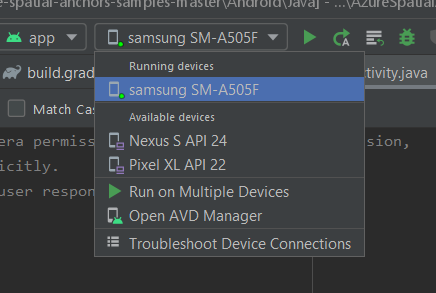 e-spatial-anchors-samples-master\Android\Java] - ...\AzureSpatial
app
samsung SM-A505F
build.grad
ctivity.java
Running devices
samsung SM-A505F
Match Cas
Available devices
era permiss
sion,
Nexus S API 24
icitly.
Pixel XL API 22
user respon
Run on Multiple Devices
Open AVD Manager
Troubleshoot Device Connections